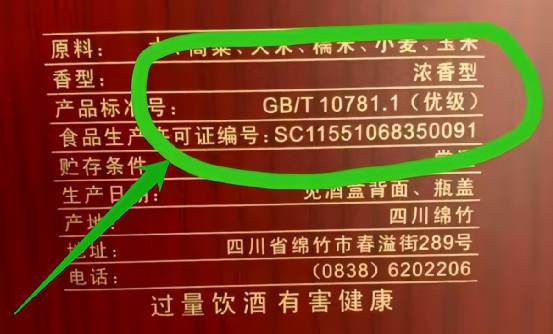 原料: 水、高粱、大米、糯米、小麦、玉米
香型: 浓香型
产品标准号: GB/T 10781.1（优级）
食品生产许可证编号: SC11551068350091
贮存条件
生产日期: 见酒盒背面、瓶盖
产地: 四川绵竹
地址: 四川省绵竹市春溢街289号
电话: （0838）6202206
过量饮酒有害健康